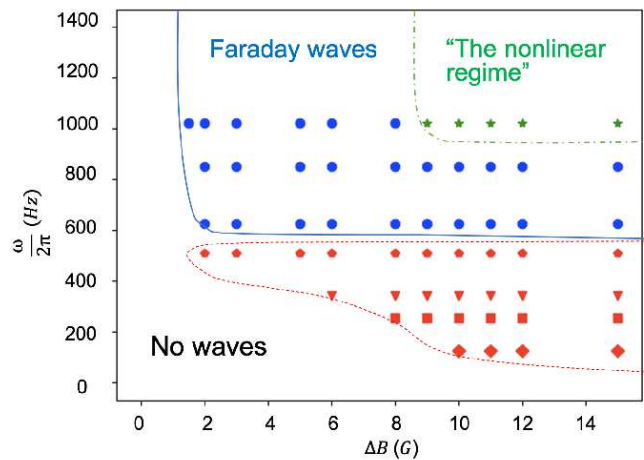 1400
1200
1000
800
600
400
200
0
ω/2π (Hz)
Faraday waves
"The nonlinear
regime"
No waves
0 2 4 6 8 10 12 14
ΔB (G)